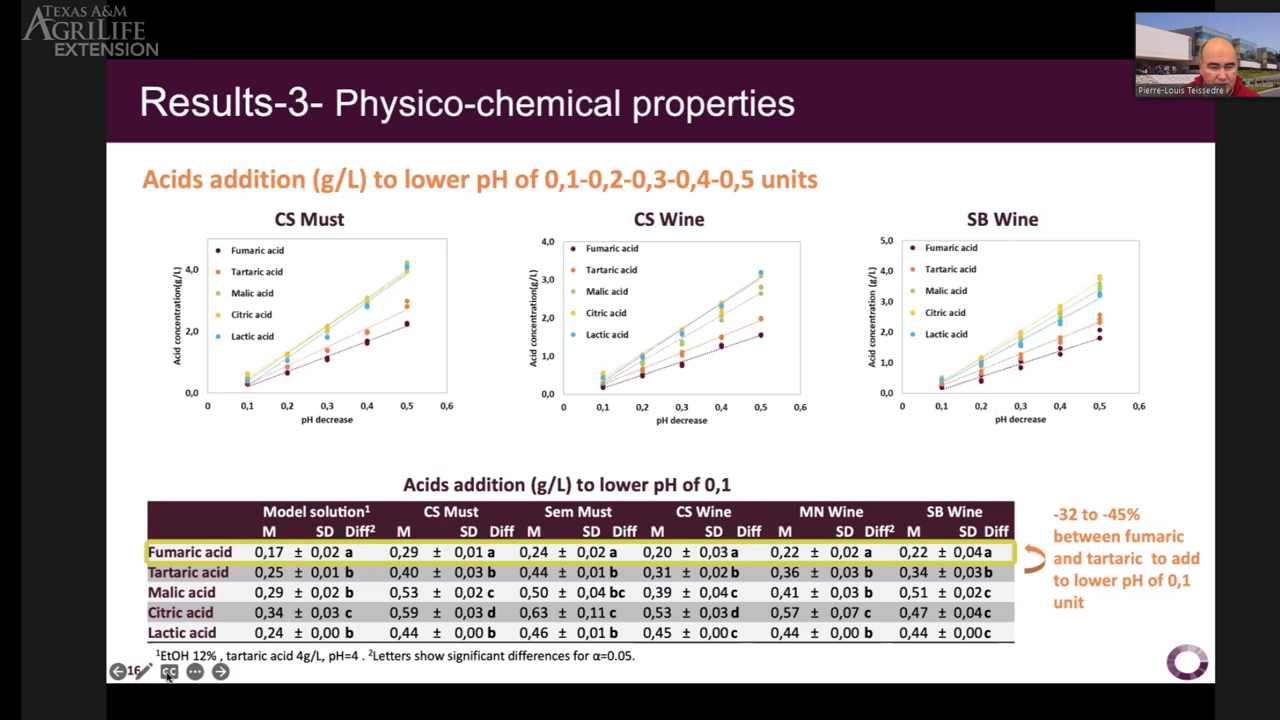 TEXAS A&M
AGRILIFE
EXTENSION
Pierre-Louis Teissedre
Results-3- Physico-chemical properties
Acids addition (g/L) to lower pH of 0,1-0,2-0,3-0,4-0,5 units
CS Must
Fumaric acid
Tartaric acid
Malic acid
Citric acid
Lactic acid
Acid concentration(g/L)
4,0
2,0
0,0
0 0,1 0,2 0,3 0,4 0,5 0,6
pH decrease
CS Wine
Fumaric acid
Tartaric acid
Malic acid
Citric acid
Lactic acid
Acid concentration(g/L)
4,0
3,0
2,0
1,0
0,0
0 0,1 0,2 0,3 0,4 0,5 0,6
pH decrease
SB Wine
Fumaric acid
Tartaric acid
Malic acid
Citric acid
Lactic acid
Acid concentration (g/L)
5,0
4,0
3,0
2,0
1,0
0,0
0 0,1 0,2 0,3 0,4 0,5 0,6
pH decrease
Acids addition (g/L) to lower pH of 0,1
Model solution¹ CS Must Sem Must CS Wine MN Wine SB Wine
M SD Diff² M SD Diff M SD Diff M SD Diff M SD Diff² M SD Diff
Fumaric acid 0,17 ± 0,02 a 0,29 ± 0,01 a 0,24 ± 0,02 a 0,20 ± 0,03 a 0,22 ± 0,02 a 0,22 ± 0,04 a
Tartaric acid 0,25 ± 0,01 b 0,40 ± 0,03 b 0,44 ± 0,01 b 0,31 ± 0,02 b 0,36 ± 0,03 b 0,34 ± 0,03 b
Malic acid 0,29 ± 0,02 b 0,53 ± 0,02 c 0,50 ± 0,04 bc 0,39 ± 0,04 c 0,41 ± 0,03 b 0,51 ± 0,02 c
Citric acid 0,34 ± 0,03 c 0,59 ± 0,03 d 0,63 ± 0,11 c 0,53 ± 0,03 d 0,57 ± 0,07 c 0,47 ± 0,04 c
Lactic acid 0,24 ± 0,00 b 0,44 ± 0,00 b 0,46 ± 0,01 b 0,45 ± 0,00 c 0,44 ± 0,00 b 0,44 ± 0,00 c
¹EtOH 12% , tartaric acid 4g/L, pH=4 . ²Letters show significant differences for α=0.05.
-32 to -45%
between fumaric
and tartaric to add
to lower pH of 0,1
unit
16
CC